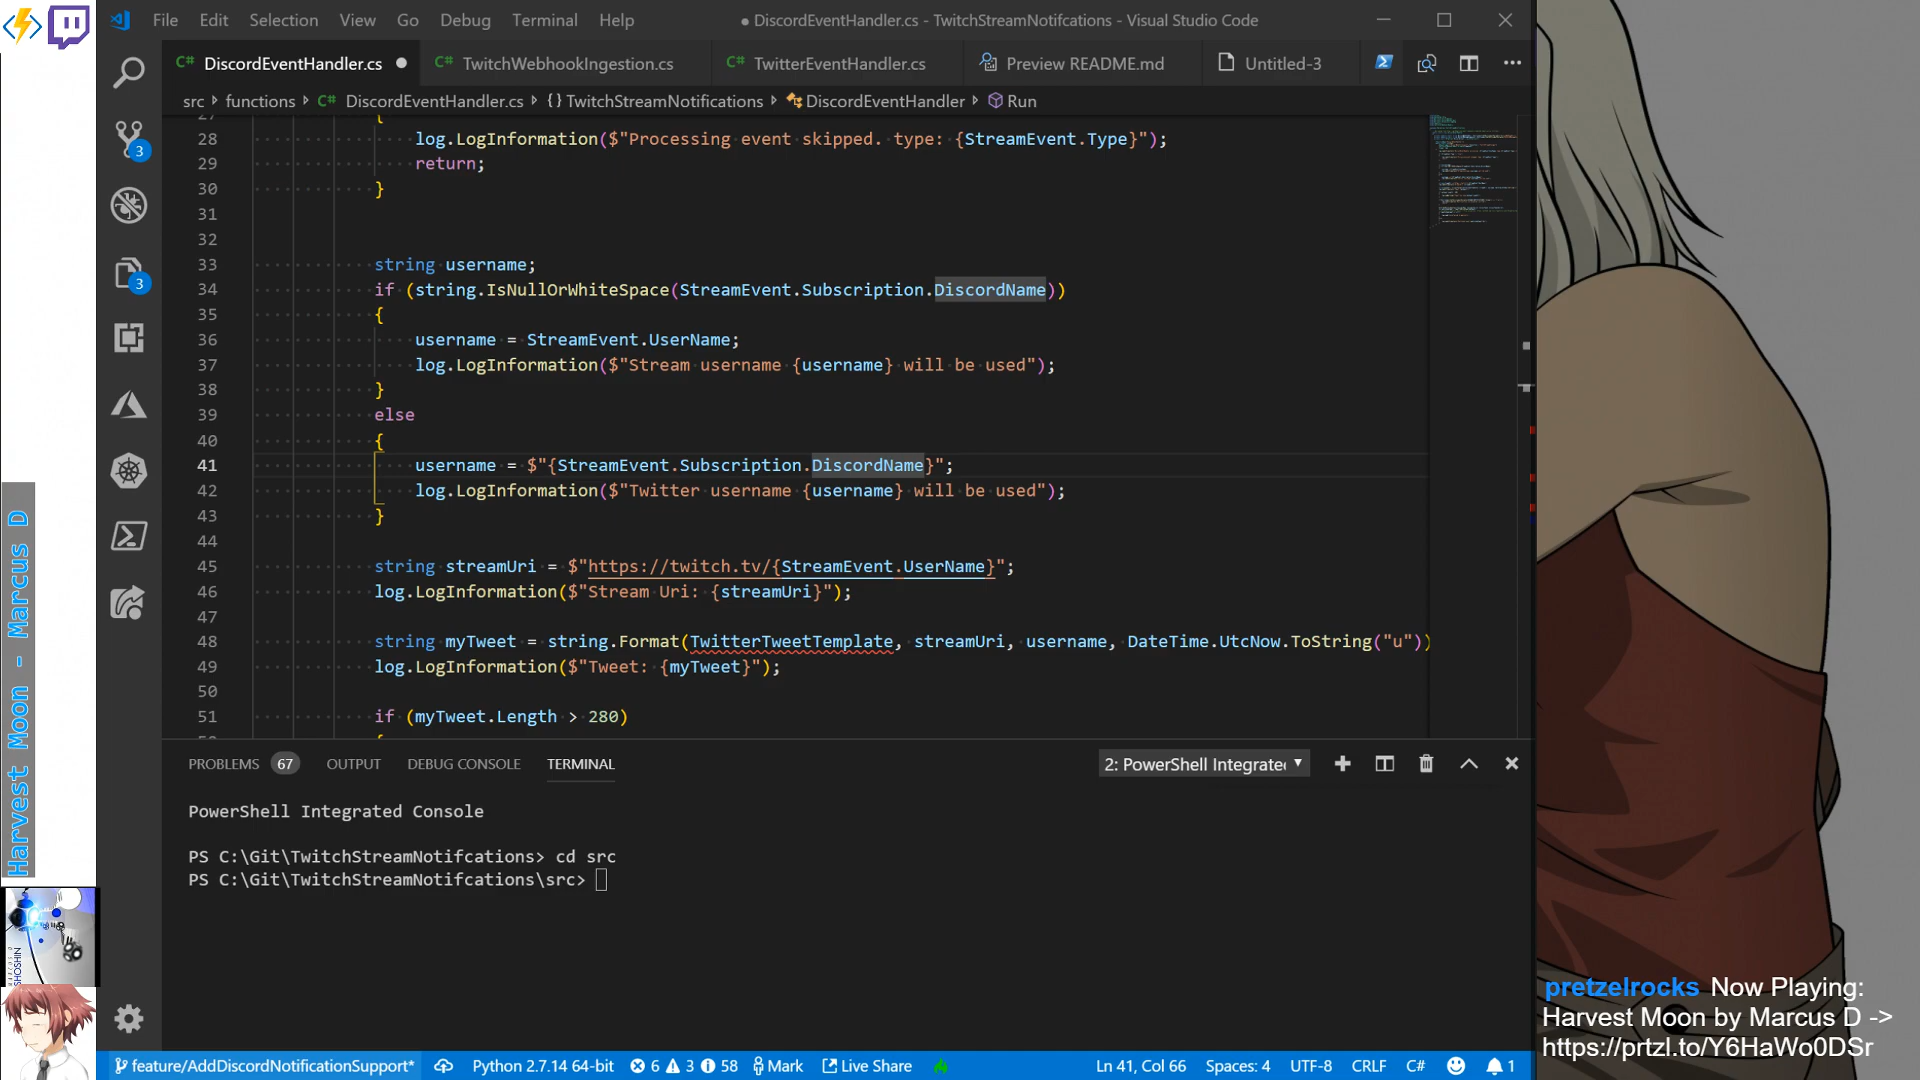 File Edit Selection View Go Debug Terminal Help
● DiscordEventHandler.cs - TwitchStreamNotifcations - Visual Studio Code
C# DiscordEventHandler.cs ●
C# TwitchWebhookIngestion.cs
C# TwitterEventHandler.cs
Preview README.md
Untitled-3
src > functions > C# DiscordEventHandler.cs > {} TwitchStreamNotifications > DiscordEventHandler > Run
27 {
28 log.LogInformation($"Processing event skipped. type: {StreamEvent.Type}");
29 return;
30 }
31
32
33 string username;
34 if (string.IsNullOrWhiteSpace(StreamEvent.Subscription.DiscordName))
35 {
36 username = StreamEvent.UserName;
37 log.LogInformation($"Stream username {username} will be used");
38 }
39 else
40 {
41 username = $"{StreamEvent.Subscription.DiscordName}";
42 log.LogInformation($"Twitter username {username} will be used");
43 }
44
45 string streamUri = $"https://twitch.tv/{StreamEvent.UserName}";
46 log.LogInformation($"Stream Uri: {streamUri}");
47
48 string myTweet = string.Format(TwitterTweetTemplate, streamUri, username, DateTime.UtcNow.ToString("u"))
49 log.LogInformation($"Tweet: {myTweet}");
50
51 if (myTweet.Length > 280)
{
3
3
PROBLEMS 67 OUTPUT DEBUG CONSOLE TERMINAL
2: PowerShell Integrate
PowerShell Integrated Console
PS C:\Git\TwitchStreamNotifcations> cd src
PS C:\Git\TwitchStreamNotifcations\src>
feature/AddDiscordNotificationSupport* Python 2.7.14 64-bit 6 3 58 Mark Live Share
Ln 41, Col 66 Spaces: 4 UTF-8 CRLF C# 1
Harvest Moon - Marcus D
SHOSHIN
pretzelrocks Now Playing:
Harvest Moon by Marcus D ->
https://prtzl.to/Y6HaWo0DSr